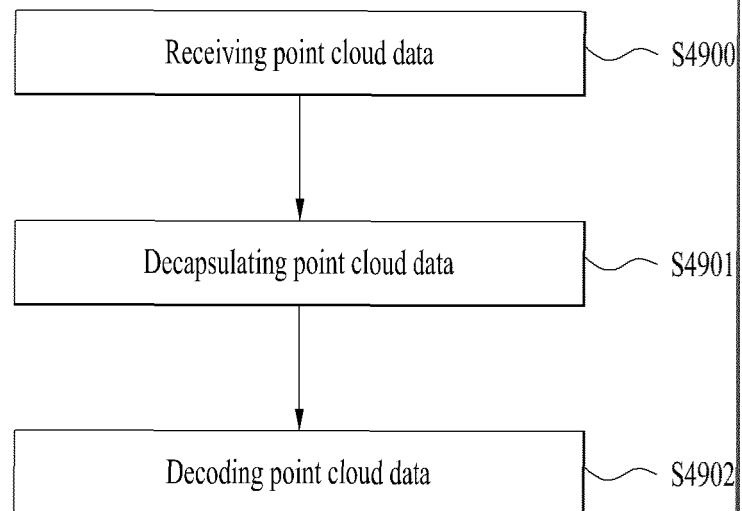 Receiving point cloud data S4900
Decapsulating point cloud data S4901
Decoding point cloud data S4902